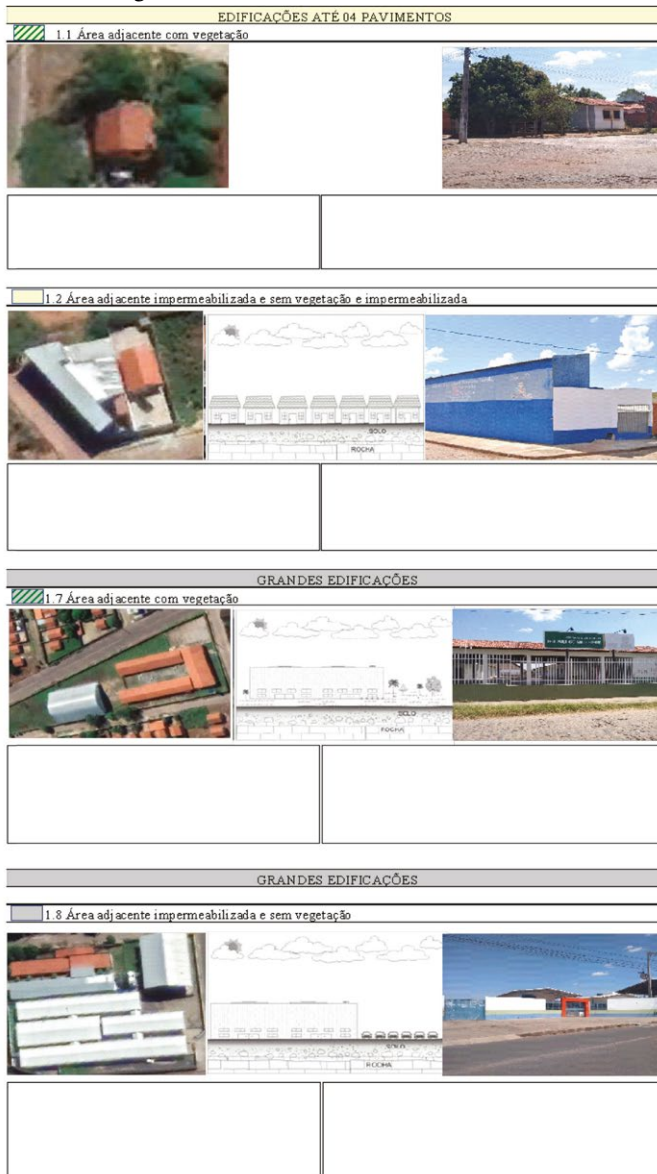 EDIFICAÇÕES ATÉ 04 PAVIMENTOS
1.1 Área adjacente com vegetação
1.2 Área adjacente impermeabilizada e sem vegetação e impermeabilizada
SOLO
ROCHA
GRANDES EDIFICAÇÕES
1.7 Área adjacente com vegetação
SOLO
ROCHA
GRANDES EDIFICAÇÕES
1.8 Área adjacente impermeabilizada e sem vegetação
SOLO
ROCHA